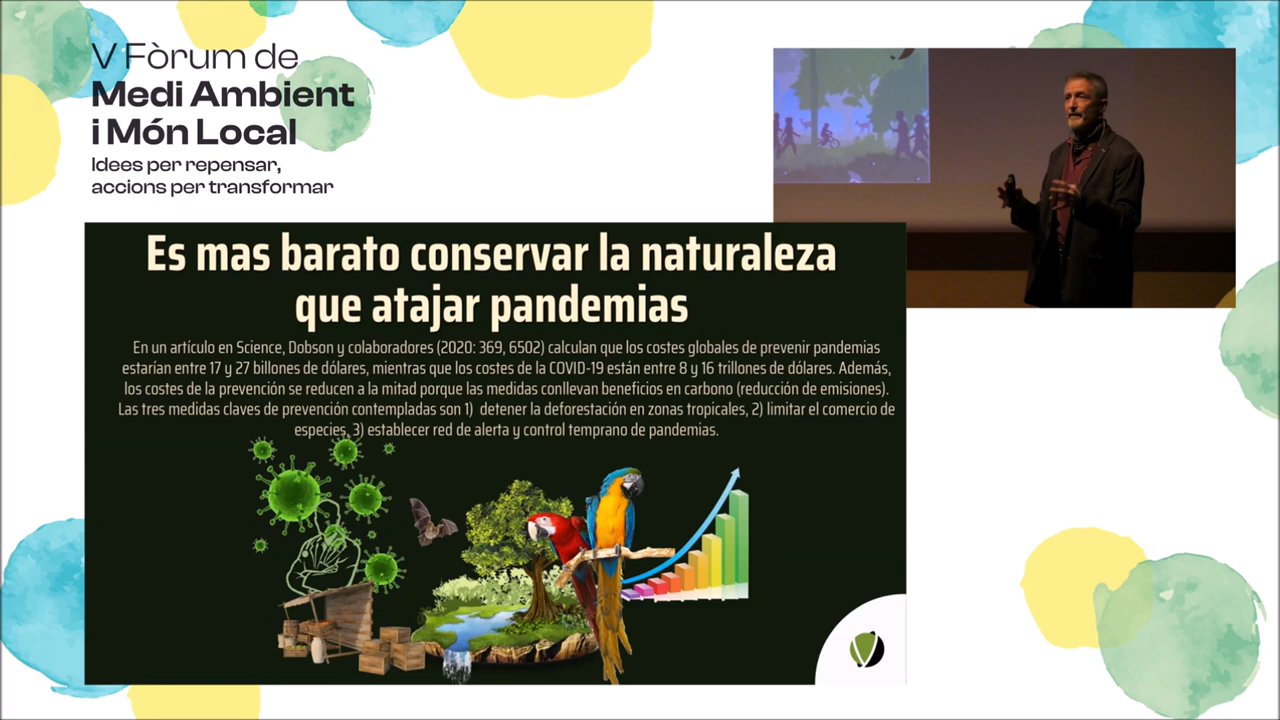 V Fòrum de
Medi Ambient
i Món Local
Idees per repensar,
accions per transformar
Es mas barato conservar la naturaleza
que atajar pandemias
En un artículo en Science, Dobson y colaboradores (2020: 369, 6502) calculan que los costes globales de prevenir pandemias
estarían entre 17 y 27 billones de dólares, mientras que los costes de la COVID-19 están entre 8 y 16 trillones de dólares. Además,
los costes de la prevención se reducen a la mitad porque las medidas conllevan beneficios en carbono (reducción de emisiones).
Las tres medidas claves de prevención contempladas son 1) detener la deforestación en zonas tropicales, 2) limitar el comercio de
especies, 3) establecer red de alerta y control temprano de pandemias.